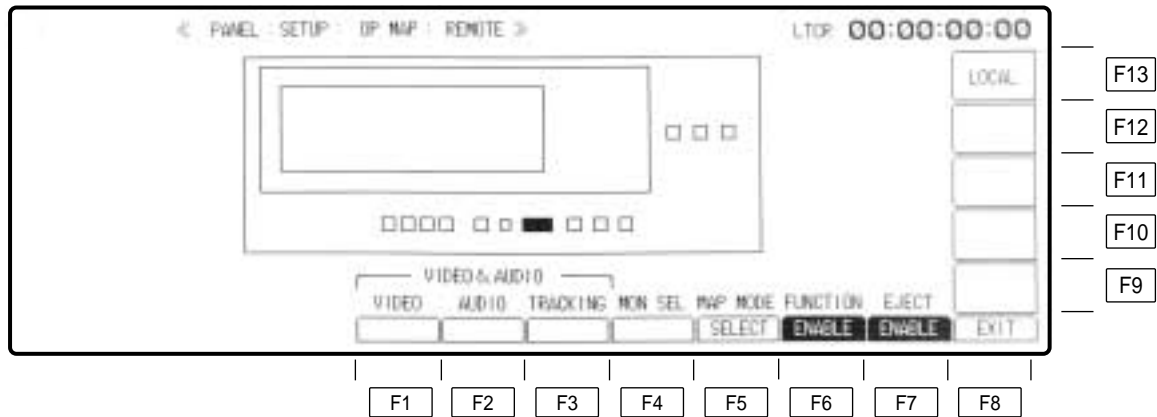 ≪ PANEL : SETUP : OP MAP : REMOTE ≫
LTCR 00:00:00:00
LOCAL
F13
F12
F11
F10
F9
VIDEO & AUDIO
VIDEO AUDIO TRACKING MON SEL MAP MODE FUNCTION EJECT
SELECT ENABLE ENABLE EXIT
F1 F2 F3 F4 F5 F6 F7 F8